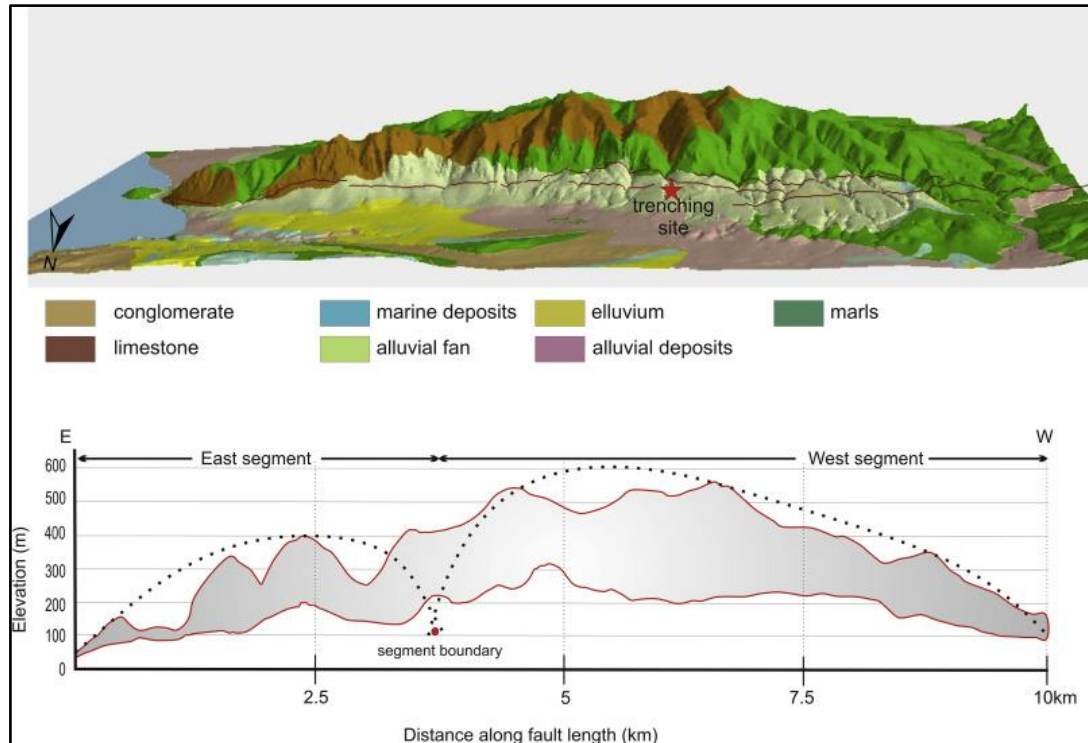 N
trenching
site
conglomerate
marine deposits
elluvium
marls
limestone
alluvial fan
alluvial deposits
E
W
East segment
West segment
600
500
400
300
200
100
0
Elevation (m)
segment boundary
2.5
5
7.5
10km
Distance along fault length (km)